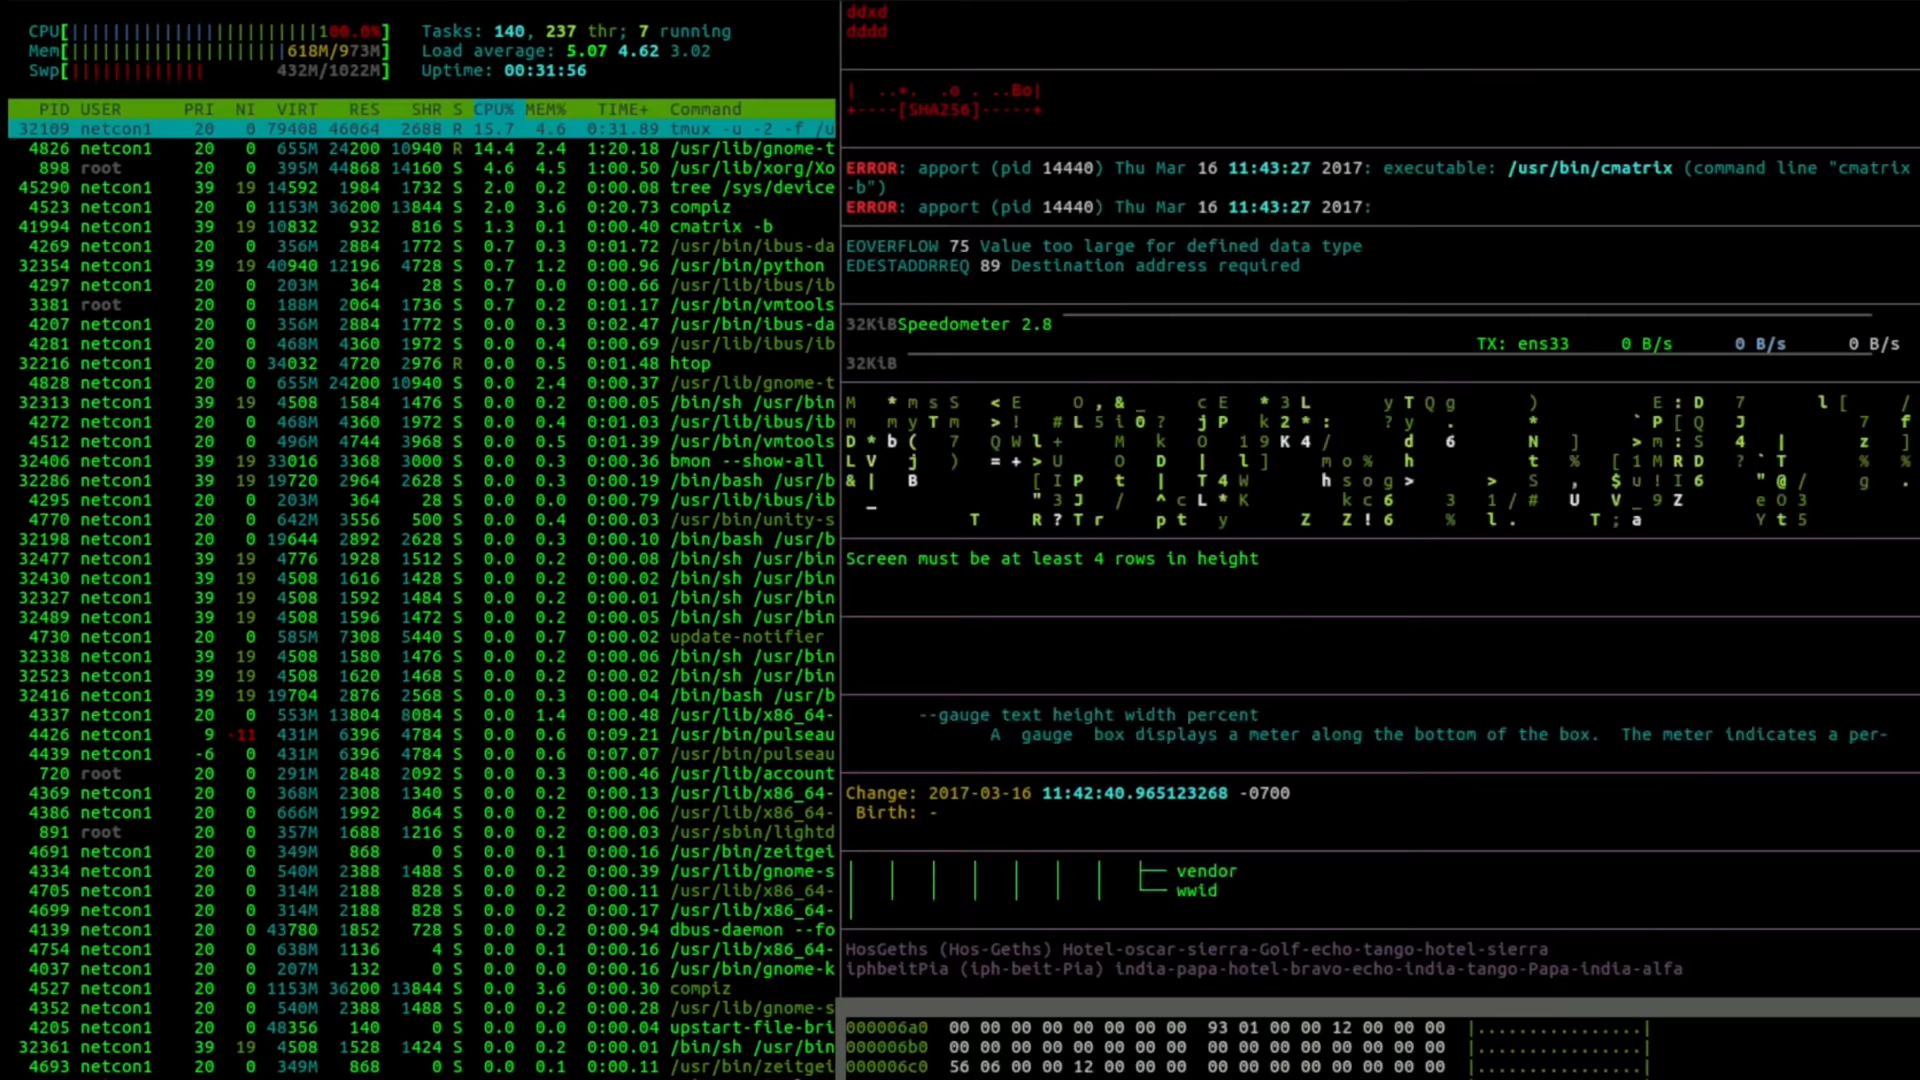 CPU[||||||||||||||||||||||||100.0%]
Mem[|||||||||||||||||||||618M/973M]
Swp[|||||||||||||       432M/1022M]
Tasks: 140, 237 thr; 7 running
Load average: 5.07 4.62 3.02
Uptime: 00:31:56
PID USER PRI NI VIRT RES SHR S CPU% MEM% TIME+ Command
32109 netcon1 20 0 79408 46064 2688 R 15.7 4.6 0:31.89 tmux -u -2 -f /u
4826 netcon1 20 0 655M 24200 10940 R 14.4 2.4 1:20.18 /usr/lib/gnome-t
898 root 20 0 395M 44868 14160 S 4.6 4.5 1:00.50 /usr/lib/xorg/Xo
45290 netcon1 39 19 14592 1984 1732 S 2.0 0.2 0:00.08 tree /sys/device
4523 netcon1 20 0 1153M 36200 13844 S 2.0 3.6 0:20.73 compiz
41994 netcon1 39 19 10832 932 816 S 1.3 0.1 0:00.40 cmatrix -b
4269 netcon1 20 0 356M 2884 1772 S 0.7 0.3 0:01.72 /usr/bin/ibus-da
32354 netcon1 39 19 40940 12196 4728 S 0.7 1.2 0:00.96 /usr/bin/python
4297 netcon1 20 0 203M 364 28 S 0.7 0.0 0:00.66 /usr/lib/ibus/ib
3381 root 20 0 188M 2064 1736 S 0.7 0.2 0:01.17 /usr/bin/vmtools
4207 netcon1 20 0 356M 2884 1772 S 0.0 0.3 0:02.47 /usr/bin/ibus-da
4281 netcon1 20 0 468M 4360 1972 S 0.0 0.4 0:00.69 /usr/lib/ibus/ib
32216 netcon1 20 0 34032 4720 2976 R 0.0 0.5 0:01.48 htop
4828 netcon1 20 0 655M 24200 10940 S 0.0 2.4 0:00.37 /usr/lib/gnome-t
32313 netcon1 39 19 4508 1584 1476 S 0.0 0.2 0:00.05 /bin/sh /usr/bin
4272 netcon1 20 0 468M 4360 1972 S 0.0 0.4 0:01.03 /usr/lib/ibus/ib
4512 netcon1 20 0 496M 4744 3968 S 0.0 0.5 0:01.39 /usr/bin/vmtools
32406 netcon1 39 19 33016 3368 3000 S 0.0 0.3 0:00.36 bmon --show-all
32286 netcon1 39 19 19720 2964 2628 S 0.0 0.3 0:00.19 /bin/bash /usr/b
4295 netcon1 20 0 203M 364 28 S 0.0 0.0 0:00.79 /usr/lib/ibus/ib
4770 netcon1 20 0 642M 3556 500 S 0.0 0.4 0:00.03 /usr/bin/unity-s
32198 netcon1 20 0 19644 2892 2628 S 0.0 0.3 0:00.10 /bin/bash /usr/b
32477 netcon1 39 19 4776 1928 1512 S 0.0 0.2 0:00.08 /bin/sh /usr/bin
32430 netcon1 39 19 4508 1616 1428 S 0.0 0.2 0:00.02 /bin/sh /usr/bin
32327 netcon1 39 19 4508 1592 1484 S 0.0 0.2 0:00.01 /bin/sh /usr/bin
32489 netcon1 39 19 4508 1596 1472 S 0.0 0.2 0:00.05 /bin/sh /usr/bin
4730 netcon1 20 0 585M 7308 5440 S 0.0 0.7 0:00.02 update-notifier
32338 netcon1 39 19 4508 1580 1476 S 0.0 0.2 0:00.06 /bin/sh /usr/bin
32523 netcon1 39 19 4508 1620 1468 S 0.0 0.2 0:00.00 /bin/sh /usr/bin
32416 netcon1 39 19 19704 2876 2568 S 0.0 0.3 0:00.04 /bin/bash /usr/b
4337 netcon1 20 0 553M 13804 8084 S 0.0 1.4 0:00.48 /usr/lib/x86_64-
4426 netcon1 9 -11 431M 6396 4784 S 0.0 0.6 0:09.21 /usr/bin/pulseau
4439 netcon1 -6 0 431M 6396 4784 S 0.0 0.6 0:07.07 /usr/bin/pulseau
720 root 20 0 291M 2848 2092 S 0.0 0.3 0:00.46 /usr/lib/account
4369 netcon1 20 0 368M 2308 1340 S 0.0 0.2 0:00.13 /usr/lib/x86_64-
4386 netcon1 20 0 666M 1992 864 S 0.0 0.2 0:00.06 /usr/lib/x86_64-
891 root 20 0 357M 1688 1216 S 0.0 0.2 0:00.03 /usr/sbin/lightd
4691 netcon1 20 0 349M 868 0 S 0.0 0.1 0:00.16 /usr/bin/zeitgei
4334 netcon1 20 0 540M 2388 1488 S 0.0 0.2 0:00.39 /usr/lib/gnome-s
4705 netcon1 20 0 314M 2188 828 S 0.0 0.2 0:00.11 /usr/lib/x86_64-
4699 netcon1 20 0 314M 2188 828 S 0.0 0.2 0:00.17 /usr/lib/x86_64-
4139 netcon1 20 0 43780 1852 728 S 0.0 0.2 0:00.94 dbus-daemon --fo
4754 netcon1 20 0 638M 1136 4 S 0.0 0.1 0:00.16 /usr/lib/x86_64-
4037 netcon1 20 0 207M 132 0 S 0.0 0.0 0:00.16 /usr/bin/gnome-k
4527 netcon1 20 0 1153M 36200 13844 S 0.0 3.6 0:00.30 compiz
4352 netcon1 20 0 540M 2388 1488 S 0.0 0.2 0:00.28 /usr/lib/gnome-s
4205 netcon1 20 0 48356 140 0 S 0.0 0.0 0:00.04 upstart-file-bri
32361 netcon1 39 19 4508 1528 1424 S 0.0 0.2 0:00.01 /bin/sh /usr/bin
4693 netcon1 20 0 349M 868 0 S 0.0 0.1 0:00.11 /usr/bin/zeitgei
ddxd
dddd
| ..+. .o . ..Bo|
+----[SHA256]-----+
ERROR: apport (pid 14440) Thu Mar 16 11:43:27 2017: executable: /usr/bin/cmatrix (command line "cmatrix
-b")
ERROR: apport (pid 14440) Thu Mar 16 11:43:27 2017:
EOVERFLOW 75 Value too large for defined data type
EDESTADDRREQ 89 Destination address required
32KiBSpeedometer 2.8
TX: ens33 0 B/s 0 B/s 0 B/s
32KiB
M * m s S < E O , & _ c E * 3 L y T Q g ) E : D 7 l [ /
m m y T m > ! # L 5 i 0 ? j P k 2 * : ? y . * ` P [ Q J 7 f
D * b ( 7 Q W l + M k O 1 9 K 4 / d 6 N ] > m : S 4 | z ]
L V j ) = + > U O D | l ] m o % h t % [ 1 M R D ? ` T % %
& | B [ I P t | T 4 W h s o g > > S , $ u ! I 6 " @ / g .
_ " 3 J / ^ c L * K k c 6 3 1 / # U V _ 9 Z e O 3
T R ? T r p t y Z Z ! 6 % l . T ; a Y t 5
Screen must be at least 4 rows in height
--gauge text height width percent
A gauge box displays a meter along the bottom of the box. The meter indicates a per-
Change: 2017-03-16 11:42:40.965123268 -0700
Birth: -
│ │ │ │ │ │ │ ├── vendor
│ │ │ │ │ │ │ └── wwid
│
HosGeths (Hos-Geths) Hotel-oscar-sierra-Golf-echo-tango-hotel-sierra
iphbeitPia (iph-beit-Pia) india-papa-hotel-bravo-echo-india-tango-Papa-india-alfa
000006a0 00 00 00 00 00 00 00 00 93 01 00 00 12 00 00 00 |................|
000006b0 00 00 00 00 00 00 00 00 00 00 00 00 00 00 00 00 |................|
000006c0 56 06 00 00 12 00 00 00 00 00 00 00 00 00 00 00 |................|